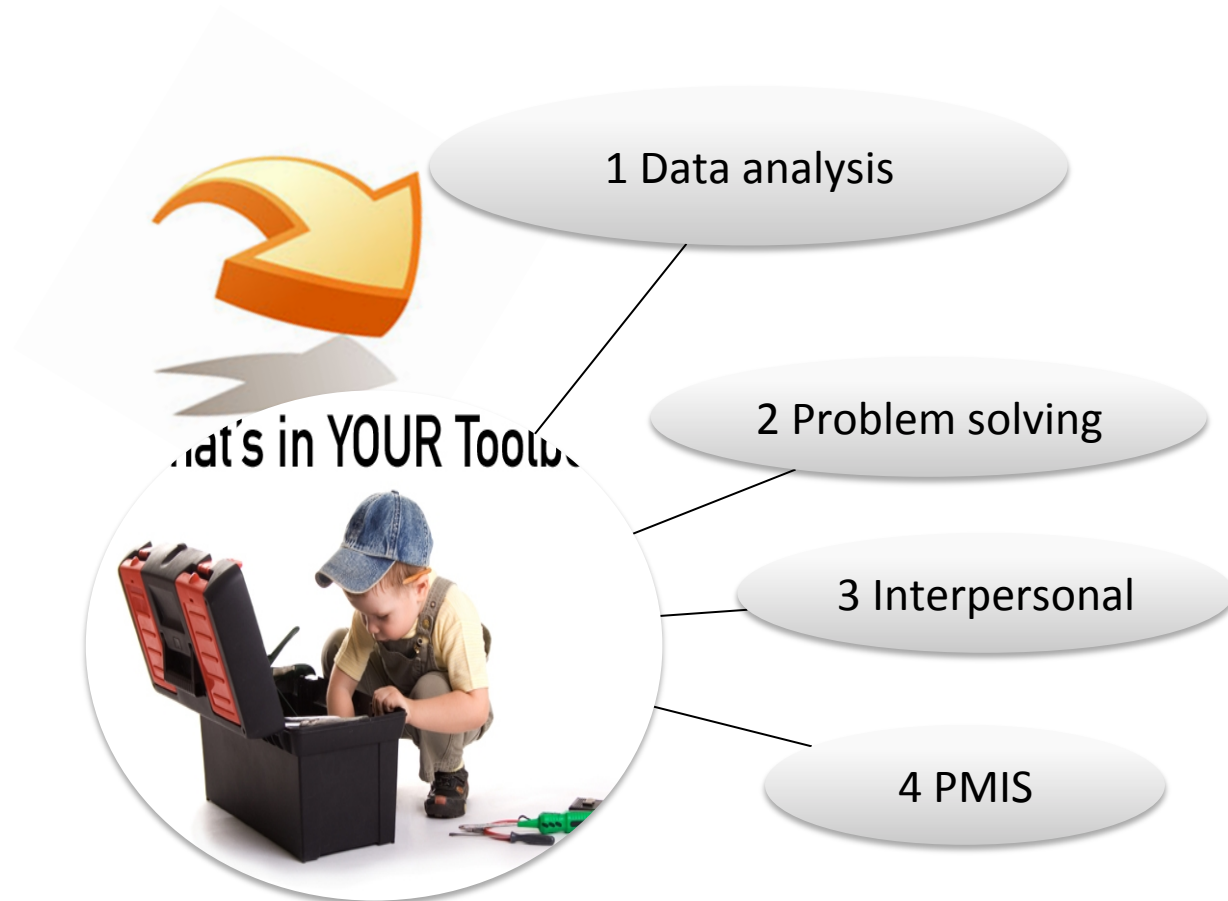 1 Data analysis
's in YOUR
2 Problem solving
3 Interpersonal
4 PMIS